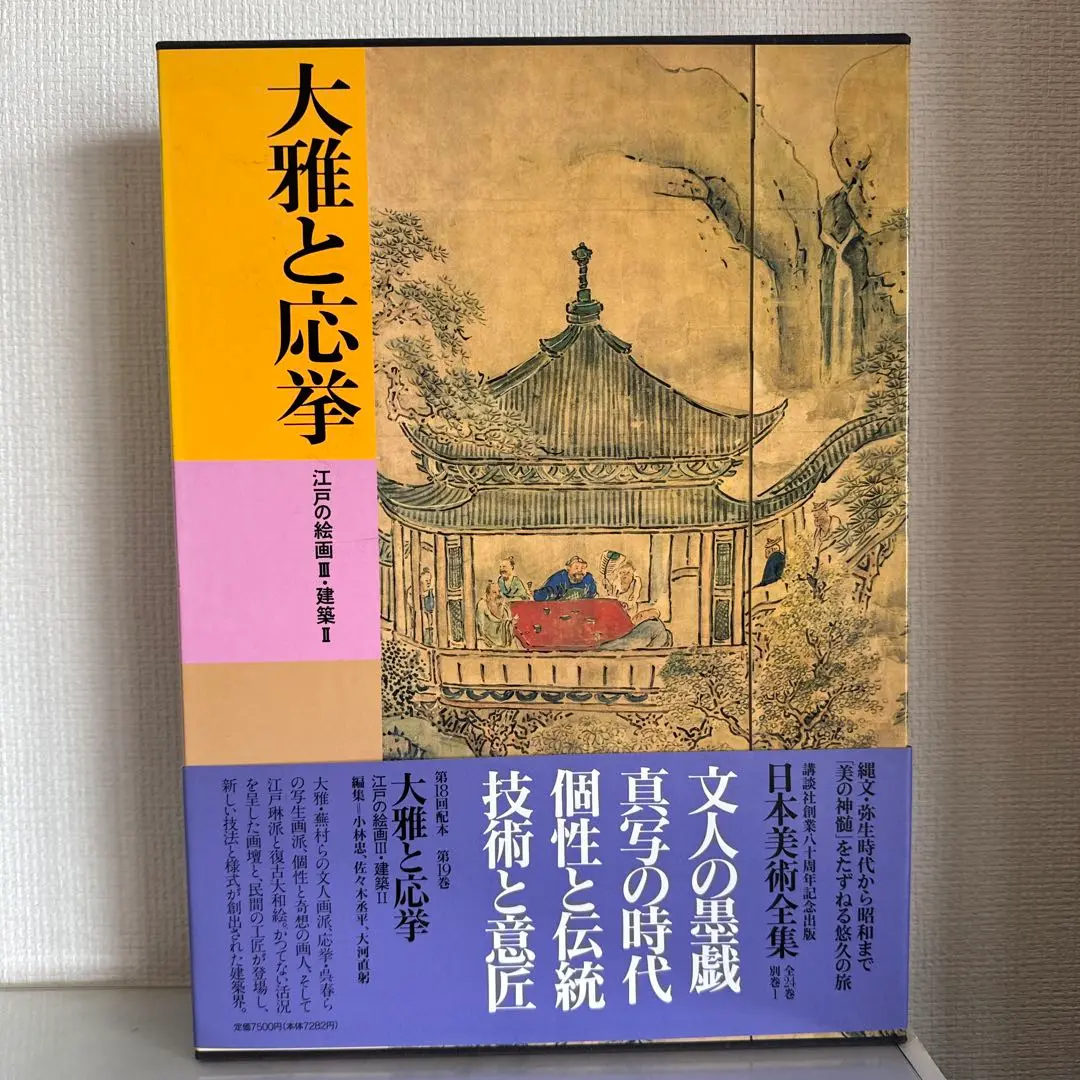 大雅と応挙
江戸の絵画Ⅲ・建築Ⅱ
縄文・弥生時代から昭和まで
「美の神髄」をたずねる悠久の旅
講談社創業八十周年記念出版
日本美術全集 全24巻 別巻1
文人の墨戯
真写の時代
個性と伝統
技術と意匠
第18回配本 第19巻
大雅と応挙
江戸の絵画Ⅲ・建築Ⅱ
編集=小林忠、佐々木丞平、大河直躬
大雅・蕪村らの文人画派、応挙・呉春ら
の写生画派、個性と奇想の画人、そして
江戸琳派と復古大和絵。かつてない活況
を呈した画壇と、民間の工匠が登場し、
新しい技法と様式が創出された建築界。
定価7500円(本体7282円)